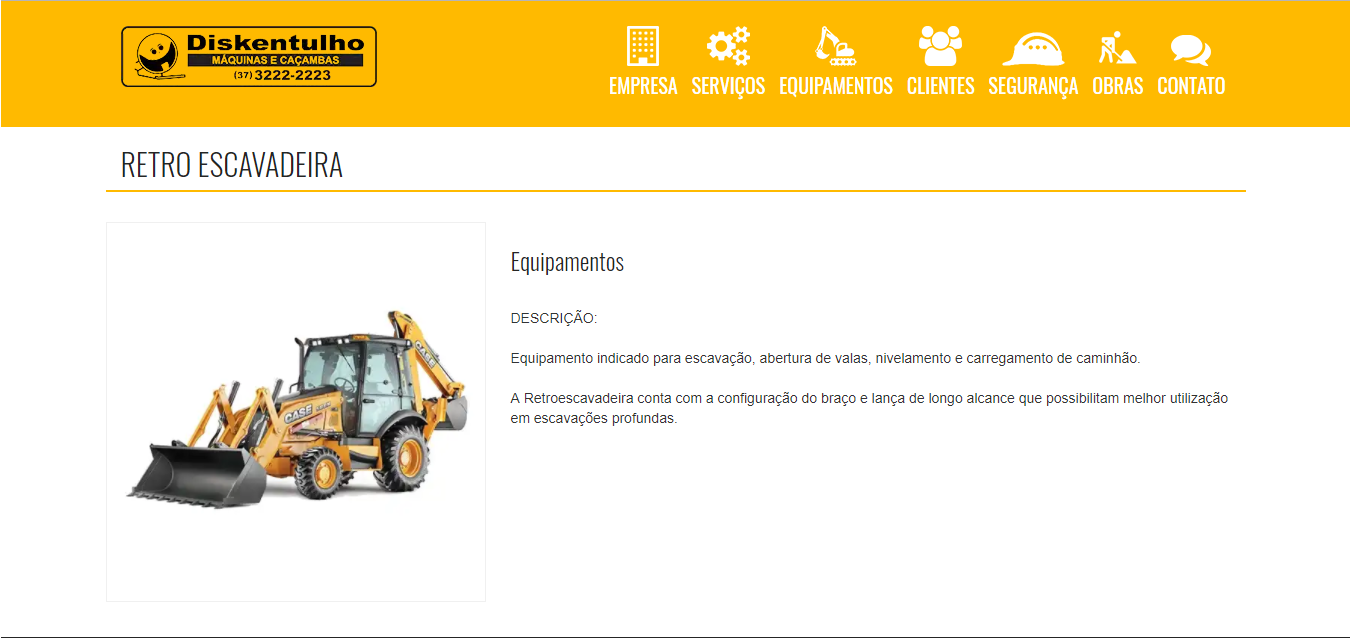 Diskentulho
MÁQUINAS E CAÇAMBAS
(37) 3222-2223
EMPRESA SERVIÇOS EQUIPAMENTOS CLIENTES SEGURANÇA OBRAS CONTATO
RETRO ESCAVADEIRA
Equipamentos
DESCRIÇÃO:
Equipamento indicado para escavação, abertura de valas, nivelamento e carregamento de caminhão.
A Retroescavadeira conta com a configuração do braço e lança de longo alcance que possibilitam melhor utilização
em escavações profundas.
CASE
CASE